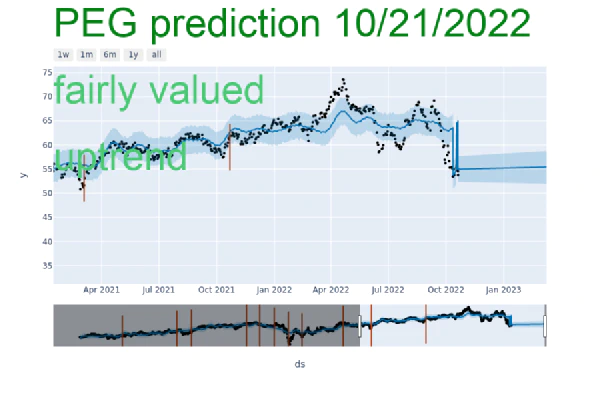 PEG prediction 10/21/2022
1w 1m 6m 1y all
75
fairly valued
70
65
60
uptrend
55
y
50
45
40
35
Apr 2021 Jul 2021 Oct 2021 Jan 2022 Apr 2022 Jul 2022 Oct 2022 Jan 2023
ds